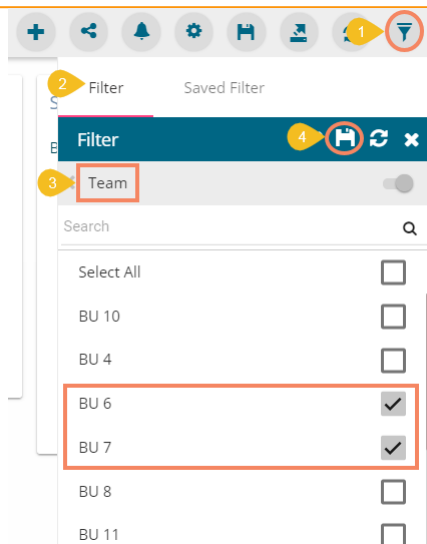 1
2
Filter
Saved Filter
S
B
Filter
4
3
Team
Search
Select All
BU 10
BU 4
BU 6
BU 7
BU 8
BU 11